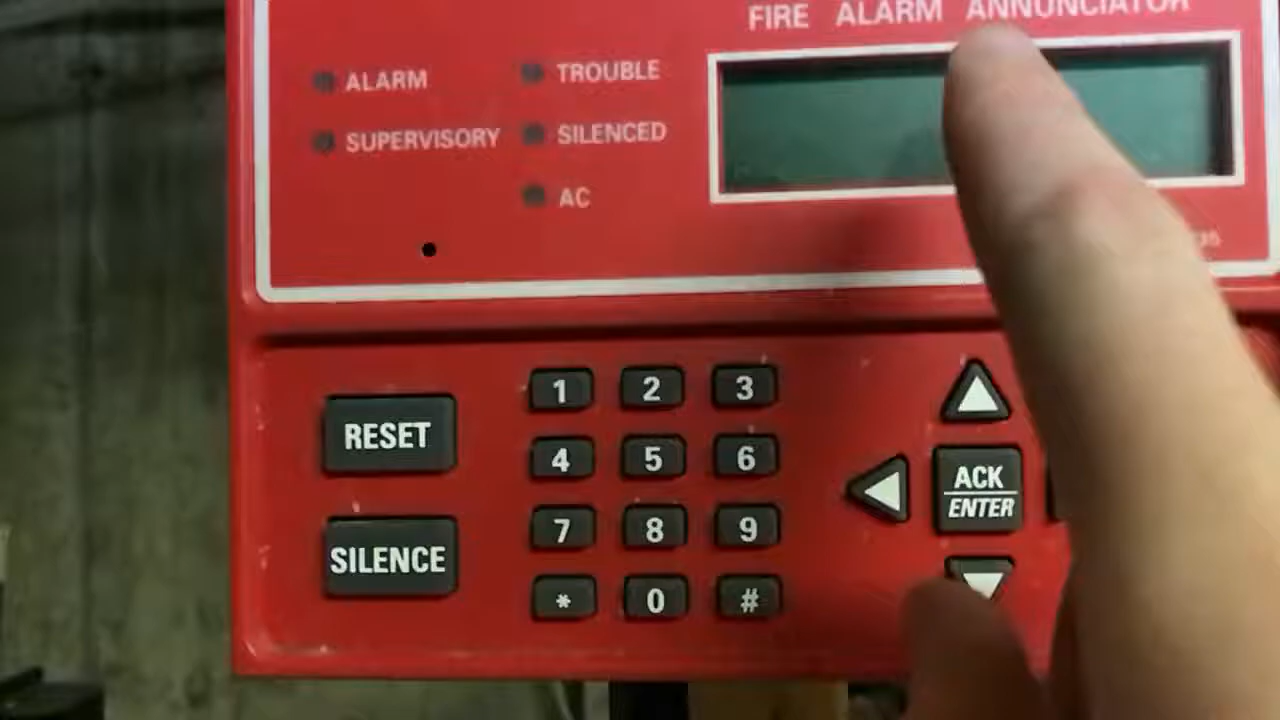 FIRE ALARM ANNUNCIATOR
ALARM
TROUBLE
SUPERVISORY
SILENCED
AC
RESET
SILENCE
1 2 3
4 5 6
7 8 9
* 0 #
ACK
ENTER